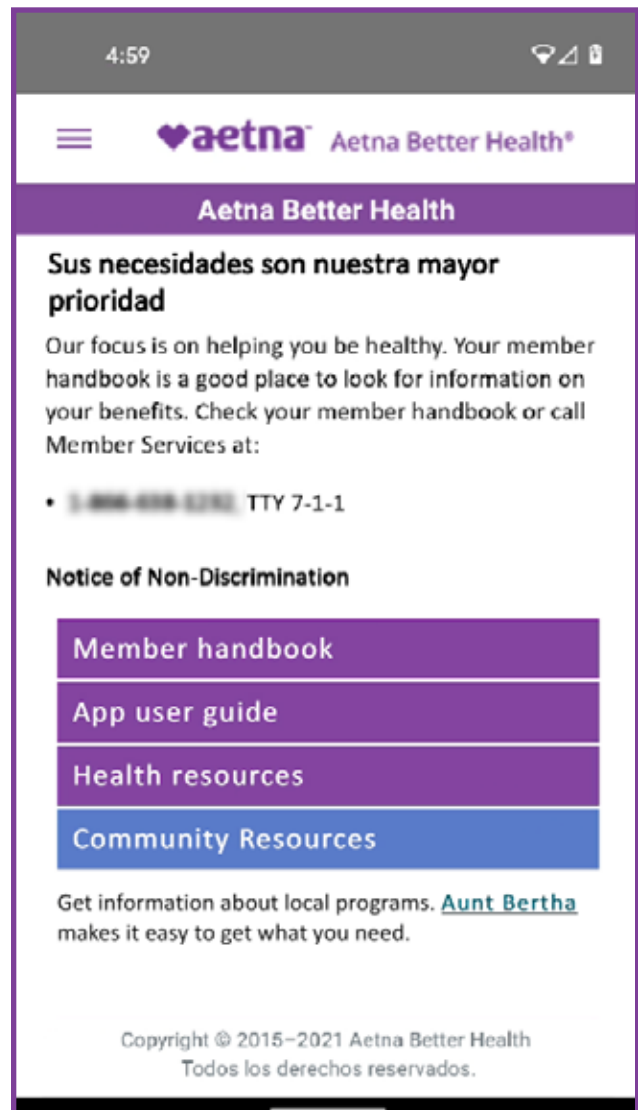 4:59
aetna™ Aetna Better Health®
Aetna Better Health
Sus necesidades son nuestra mayor
prioridad
Our focus is on helping you be healthy. Your member
handbook is a good place to look for information on
your benefits. Check your member handbook or call
Member Services at:
• TTY 7-1-1
Notice of Non-Discrimination
Member handbook
App user guide
Health resources
Community Resources
Get information about local programs. Aunt Bertha
makes it easy to get what you need.
Copyright © 2015–2021 Aetna Better Health
Todos los derechos reservados.